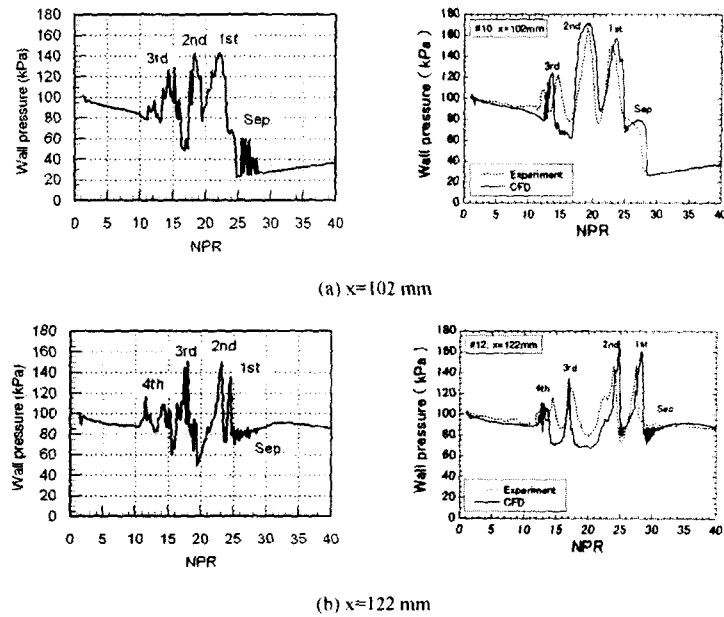 Wall pressure (kPa)
180
160
140
120
100
80
60
40
20
0
3rd
2nd
1st
Sep
0 5 10 15 20 25 30 35 40
NPR
Wall pressure ( kPa )
180
160
140
120
100
80
60
40
20
0
#10: x=102mm
2nd
1st
3rd
Sep
Experiment
CFD
0 5 10 15 20 25 30 35 40
NPR
(a) x=102 mm
Wall pressure (kPa)
180
160
140
120
100
80
60
40
20
0
4th
3rd
2nd
1st
Sep
0 5 10 15 20 25 30 35 40
NPR
Wall pressure ( kPa )
180
160
140
120
100
80
60
40
20
0
#12: x=122mm
2nd
1st
3rd
4th
Sep
Experiment
CFD
0 5 10 15 20 25 30 35 40
NPR
(b) x=122 mm